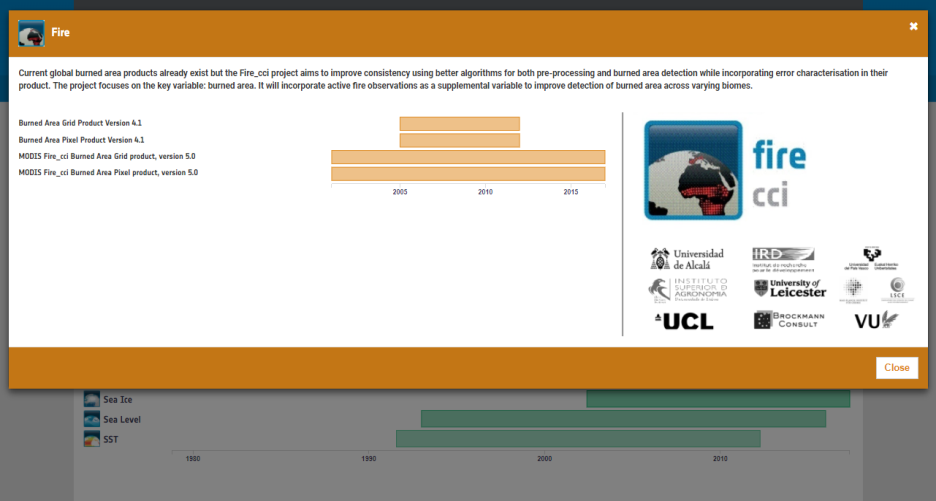 Fire
Current global burned area products already exist but the Fire_cci project aims to improve consistency using better algorithms for both pre-processing and burned area detection while incorporating error characterisation in their
product. The project focuses on the key variable: burned area. It will incorporate active fire observations as a supplemental variable to improve detection of burned area across varying biomes.
Burned Area Grid Product Version 4.1
Burned Area Pixel Product Version 4.1
MODIS Fire_cci Burned Area Grid product, version 5.0
MODIS Fire_cci Burned Area Pixel product, version 5.0
2005 2010 2015
fire
cci
Universidad
de Alcalá
IRD
INSTITUTO
SUPERIOR D
AGRONOMIA
University of
Leicester
LSCE
UCL
BROCKMANN
CONSULT
VU
Close
Sea Ice
Sea Level
SST
1980 1990 2000 2010